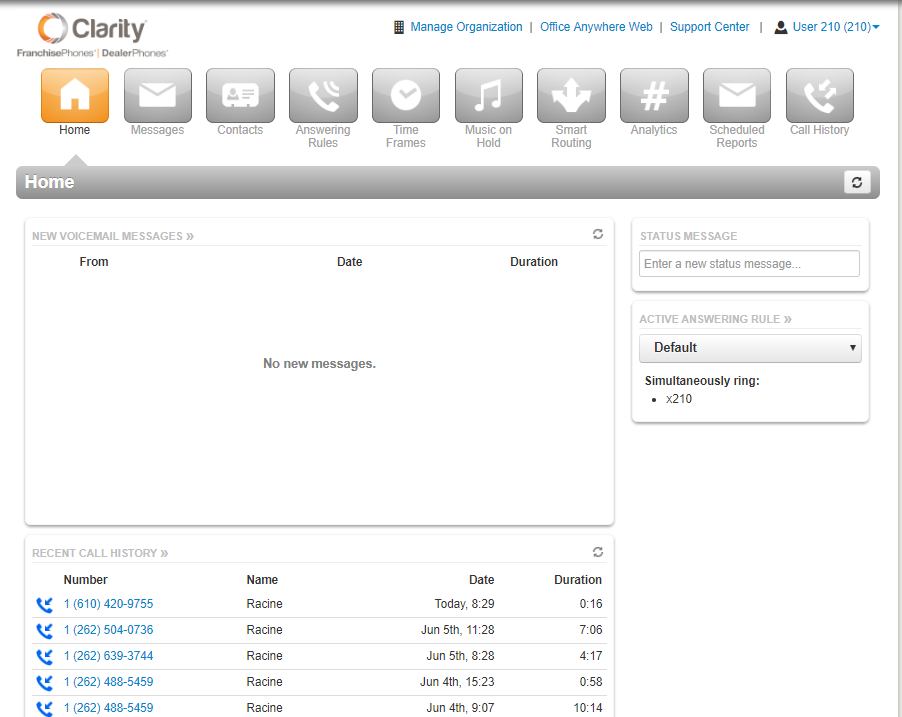 Clarity
FranchisePhones | DealerPhones
Manage Organization | Office Anywhere Web | Support Center | User 210 (210)
Home
Messages
Contacts
Answering
Rules
Time
Frames
Music on
Hold
Smart
Routing
Analytics
Scheduled
Reports
Call History
Home
NEW VOICEMAIL MESSAGES »
From Date Duration
No new messages.
STATUS MESSAGE
Enter a new status message...
ACTIVE ANSWERING RULE »
Default
Simultaneously ring:
• x210
RECENT CALL HISTORY »
Number Name Date Duration
1 (610) 420-9755 Racine Today, 8:29 0:16
1 (262) 504-0736 Racine Jun 5th, 11:28 7:06
1 (262) 639-3744 Racine Jun 5th, 8:28 4:17
1 (262) 488-5459 Racine Jun 4th, 15:23 0:58
1 (262) 488-5459 Racine Jun 4th, 9:07 10:14